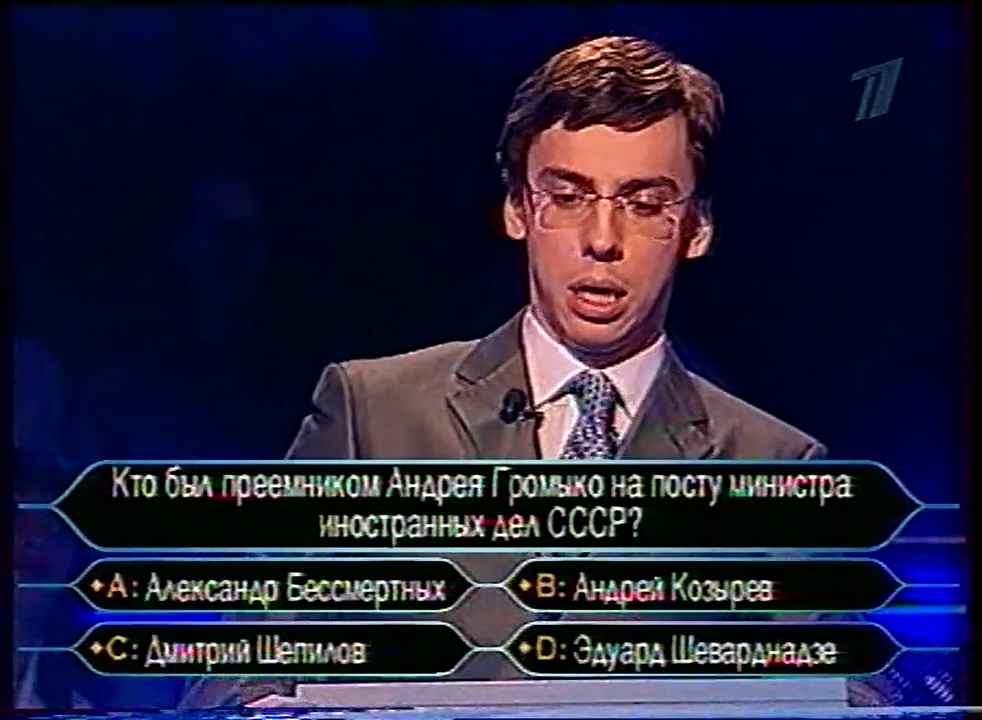 Кто был преемником Андрея Громыко на посту министра
иностранных дел СССР?
A: Александр Бессмертных
B: Андрей Козырев
C: Дмитрий Шепилов
D: Эдуард Шеварднадзе